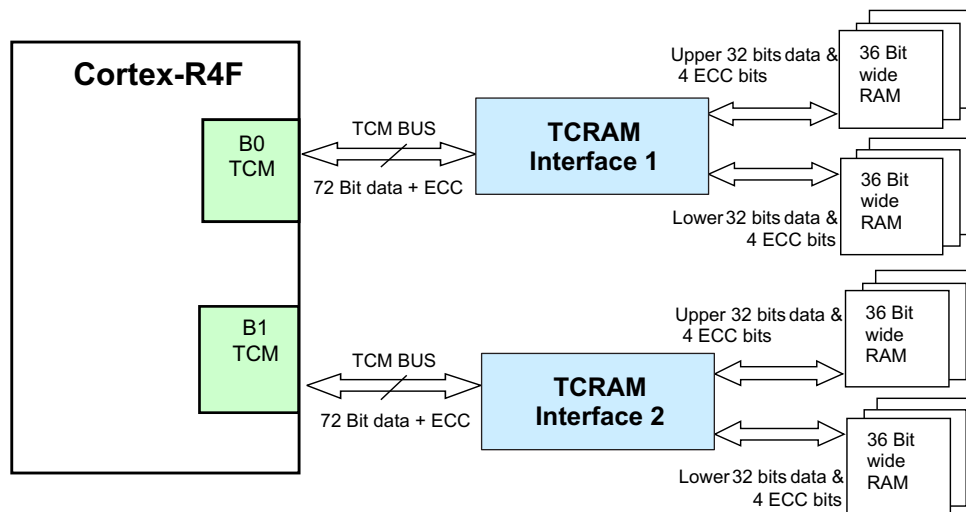 Cortex-R4F
B0
TCM
TCM BUS
72 Bit data + ECC
TCRAM
Interface 1
Upper 32 bits data &
4 ECC bits
36 Bit
wide
RAM
Lower 32 bits data &
4 ECC bits
36 Bit
wide
RAM
B1
TCM
TCM BUS
72 Bit data + ECC
TCRAM
Interface 2
Upper 32 bits data &
4 ECC bits
36 Bit
wide
RAM
Lower 32 bits data &
4 ECC bits
36 Bit
wide
RAM